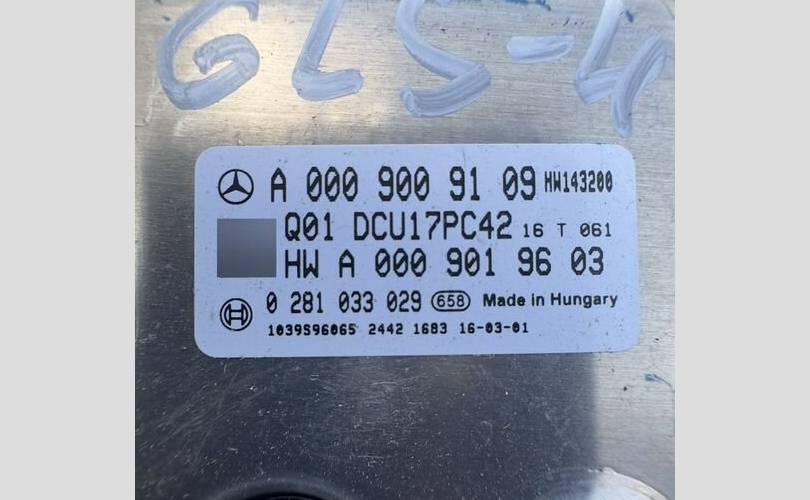 GLS-4
A 000 900 91 09 HW143200
Q01 DCU17PC42 16 T 061
HW A 000 901 96 03
0 281 033 029 658 Made in Hungary
1039S96065 2442 1683 16-03-01